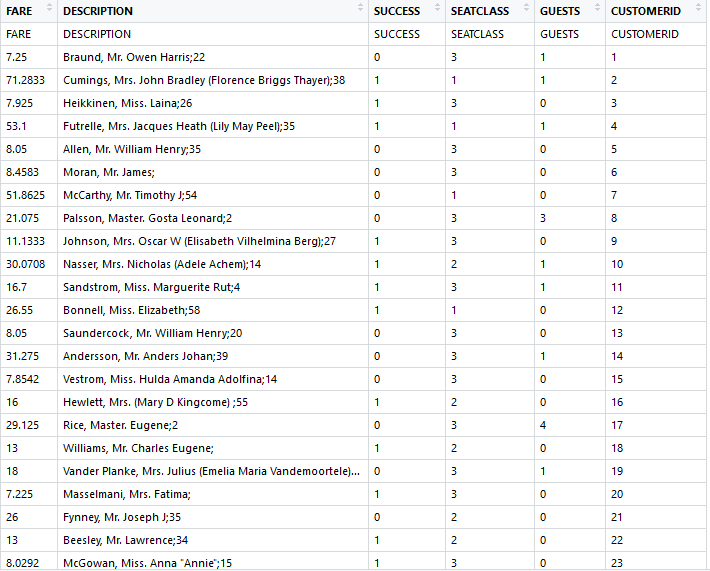 FARE DESCRIPTION SUCCESS SEATCLASS GUESTS CUSTOMERID
FARE DESCRIPTION SUCCESS SEATCLASS GUESTS CUSTOMERID
7.25 Braund, Mr. Owen Harris;22 0 3 1 1
71.2833 Cumings, Mrs. John Bradley (Florence Briggs Thayer);38 1 1 1 2
7.925 Heikkinen, Miss. Laina;26 1 3 0 3
53.1 Futrelle, Mrs. Jacques Heath (Lily May Peel);35 1 1 1 4
8.05 Allen, Mr. William Henry;35 0 3 0 5
8.4583 Moran, Mr. James; 0 3 0 6
51.8625 McCarthy, Mr. Timothy J;54 0 1 0 7
21.075 Palsson, Master. Gosta Leonard;2 0 3 3 8
11.1333 Johnson, Mrs. Oscar W (Elisabeth Vilhelmina Berg);27 1 3 0 9
30.0708 Nasser, Mrs. Nicholas (Adele Achem);14 1 2 1 10
16.7 Sandstrom, Miss. Marguerite Rut;4 1 3 1 11
26.55 Bonnell, Miss. Elizabeth;58 1 1 0 12
8.05 Saundercock, Mr. William Henry;20 0 3 0 13
31.275 Andersson, Mr. Anders Johan;39 0 3 1 14
7.8542 Vestrom, Miss. Hulda Amanda Adolfina;14 0 3 0 15
16 Hewlett, Mrs. (Mary D Kingcome) ;55 1 2 0 16
29.125 Rice, Master. Eugene;2 0 3 4 17
13 Williams, Mr. Charles Eugene; 1 2 0 18
18 Vander Planke, Mrs. Julius (Emelia Maria Vandemoortele)... 0 3 1 19
7.225 Masselmani, Mrs. Fatima; 1 3 0 20
26 Fynney, Mr. Joseph J;35 0 2 0 21
13 Beesley, Mr. Lawrence;34 1 2 0 22
8.0292 McGowan, Miss. Anna "Annie";15 1 3 0 23